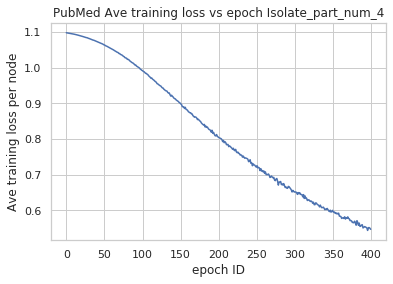 PubMed Ave training loss vs epoch Isolate_part_num_4
1.1
1.0
0.9
0.8
0.7
0.6
Ave training loss per node
0 50 100 150 200 250 300 350 400
epoch ID